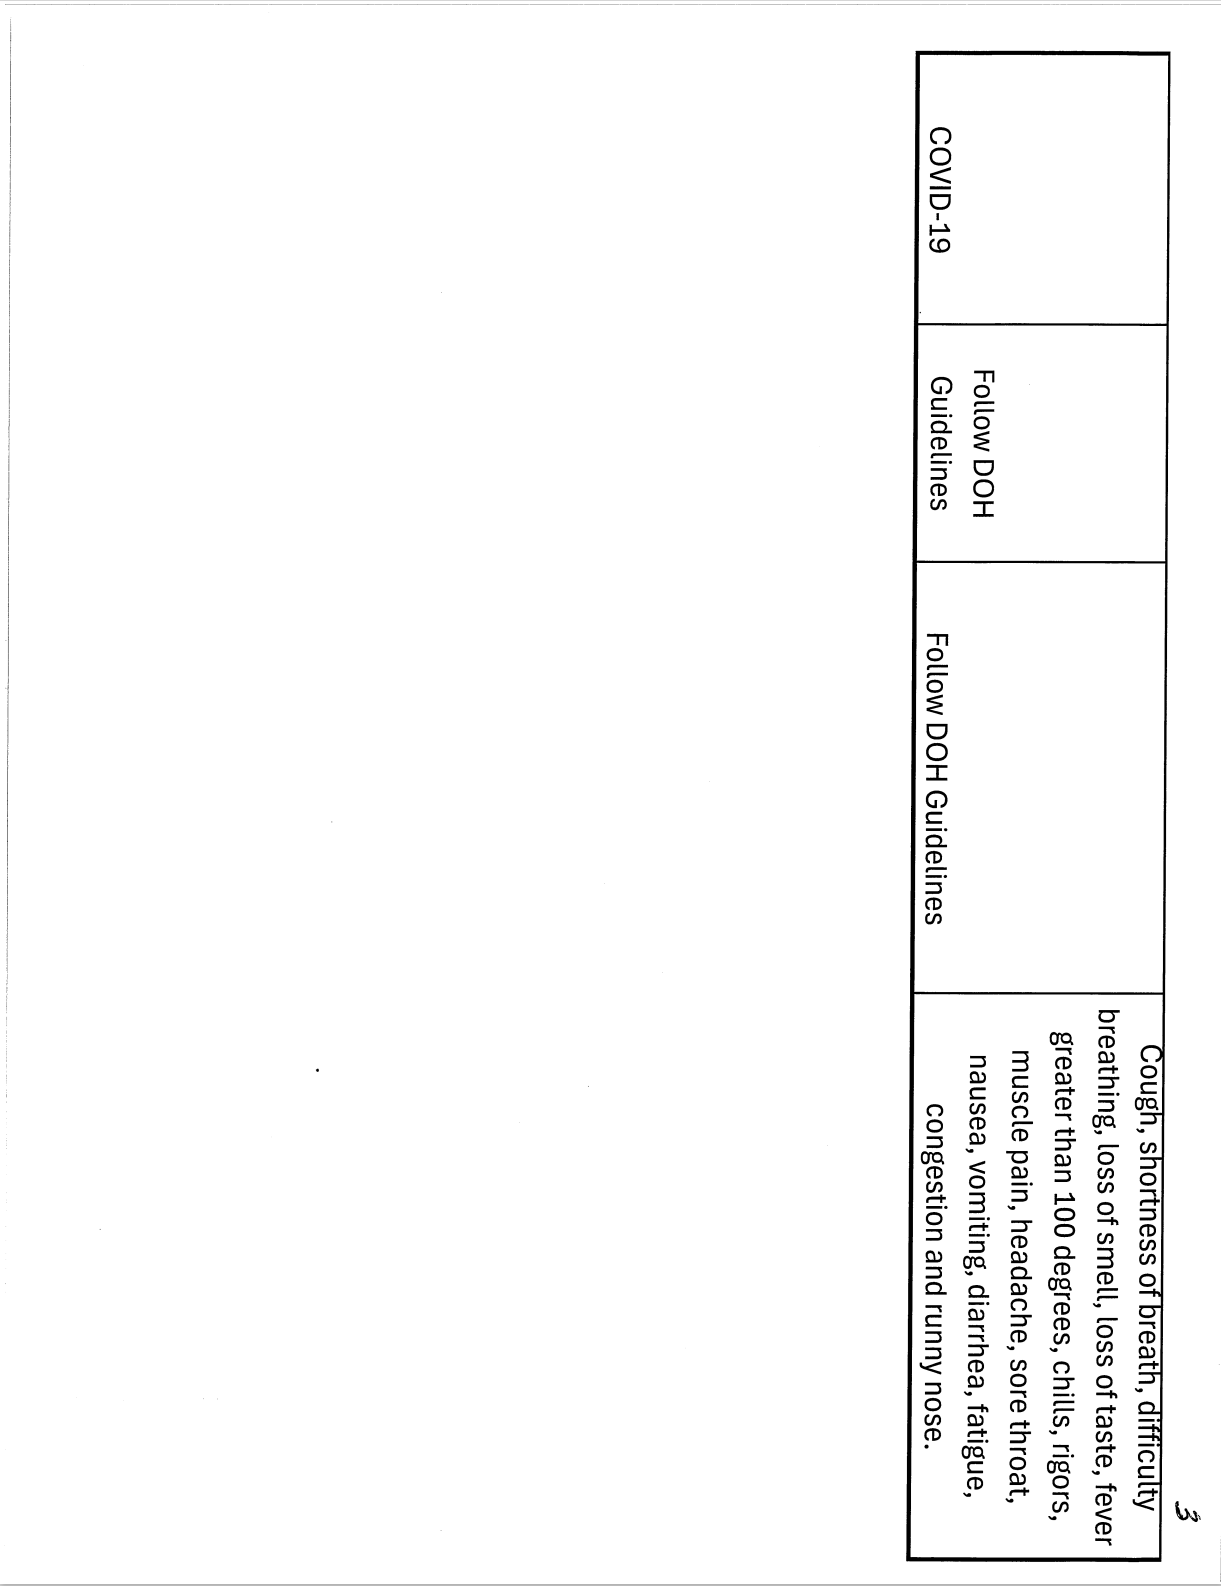 3
COVID-19
Follow DOH
Guidelines
Follow DOH Guidelines
Cough, shortness of breath, difficulty
breathing, loss of smell, loss of taste, fever
greater than 100 degrees, chills, rigors,
muscle pain, headache, sore throat,
nausea, vomiting, diarrhea, fatigue,
congestion and runny nose.